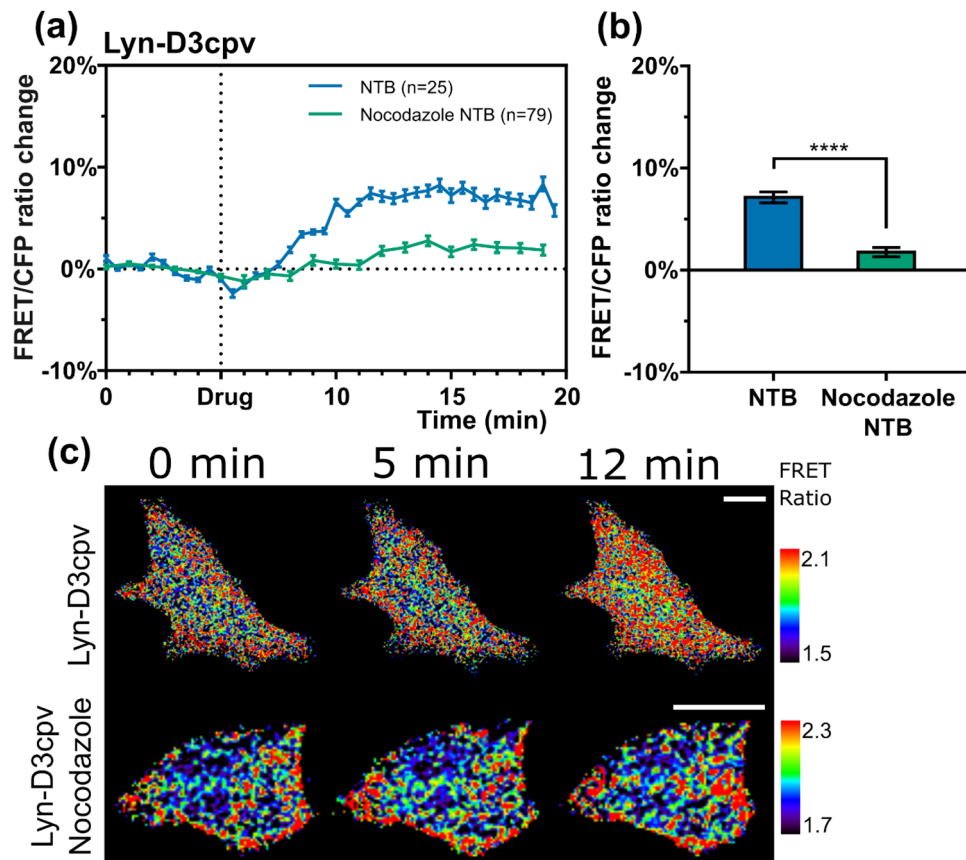 (a)
Lyn-D3cpv
FRET/CFP ratio change
20%
10%
0%
-10%
NTB (n=25)
Nocodazole NTB (n=79)
0
Drug
10
15
20
Time (min)
(b)
FRET/CFP ratio change
20%
10%
0%
-10%
****
NTB
Nocodazole
NTB
(c)
0 min
5 min
12 min
FRET
Ratio
Lyn-D3cpv
2.1
1.5
Lyn-D3cpv
Nocodazole
2.3
1.7